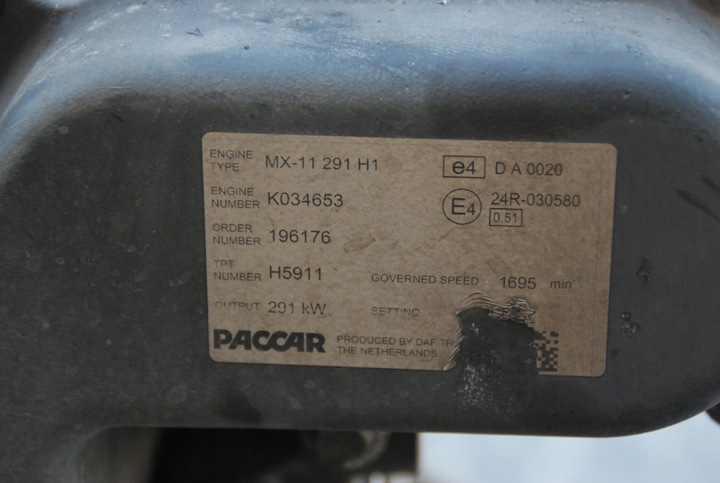 ENGINE TYPE MX-11 291 H1 e4 D A 0020
ENGINE NUMBER K034653 E4 24R-030580
0.51
ORDER NUMBER 196176
TPT NUMBER H5911 GOVERNED SPEED 1695 min⁻¹
OUTPUT 291 kW SETTING
PACCAR PRODUCED BY DAF
THE NETHERLANDS